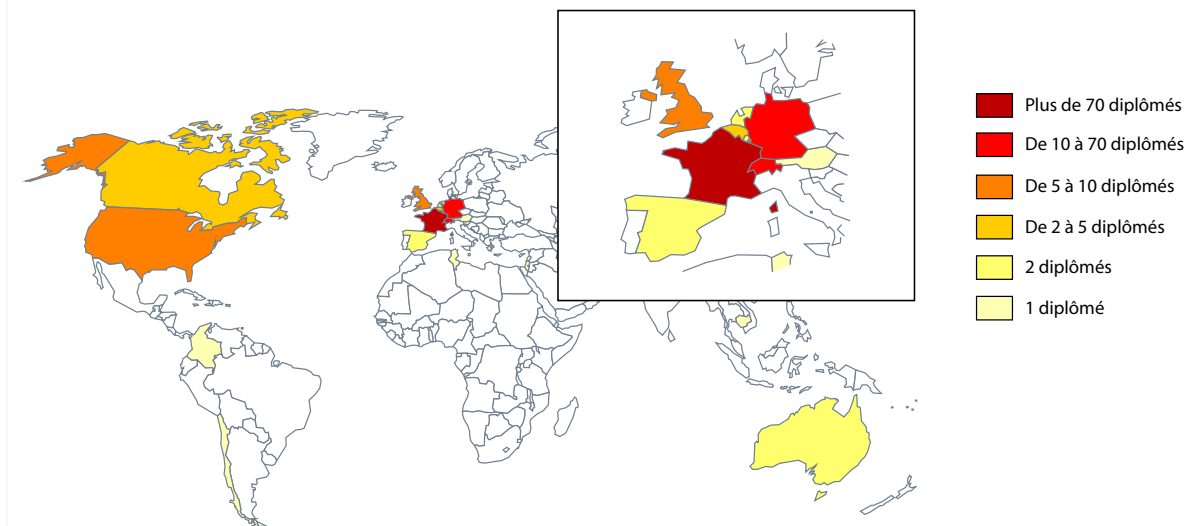 Plus de 70 diplômés
De 10 à 70 diplômés
De 5 à 10 diplômés
De 2 à 5 diplômés
2 diplômés
1 diplômé